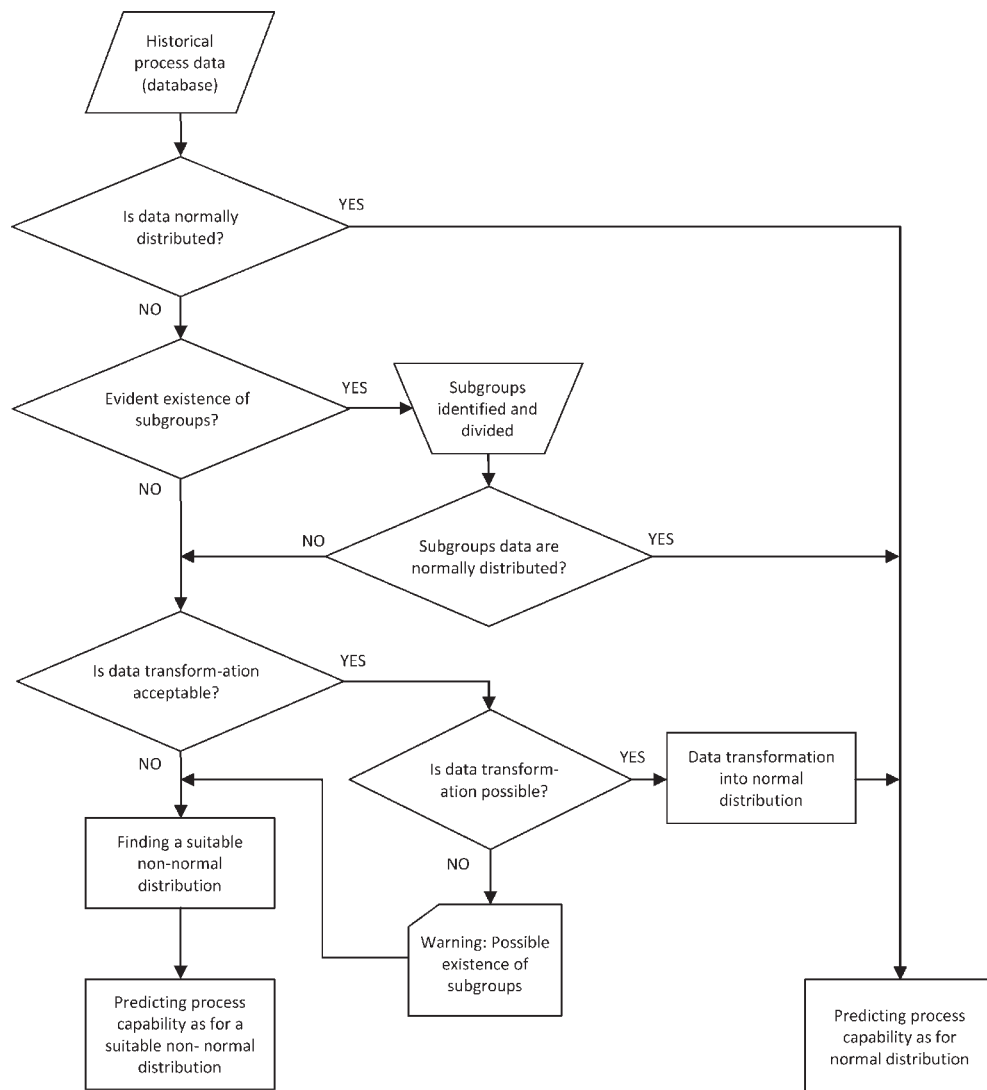 Historical
process data
(database)
Is data normally
distributed?
YES
NO
Evident existence of
subgroups?
YES
Subgroups
identified and
divided
NO
Subgroups data are
normally distributed?
NO
YES
Is data transform-ation
acceptable?
YES
NO
Is data transform-
ation possible?
YES
Data transformation
into normal
distribution
NO
Finding a suitable
non-normal
distribution
Warning: Possible
existence of
subgroups
Predicting process
capability as for a
suitable non- normal
distribution
Predicting process
capability as for
normal distribution